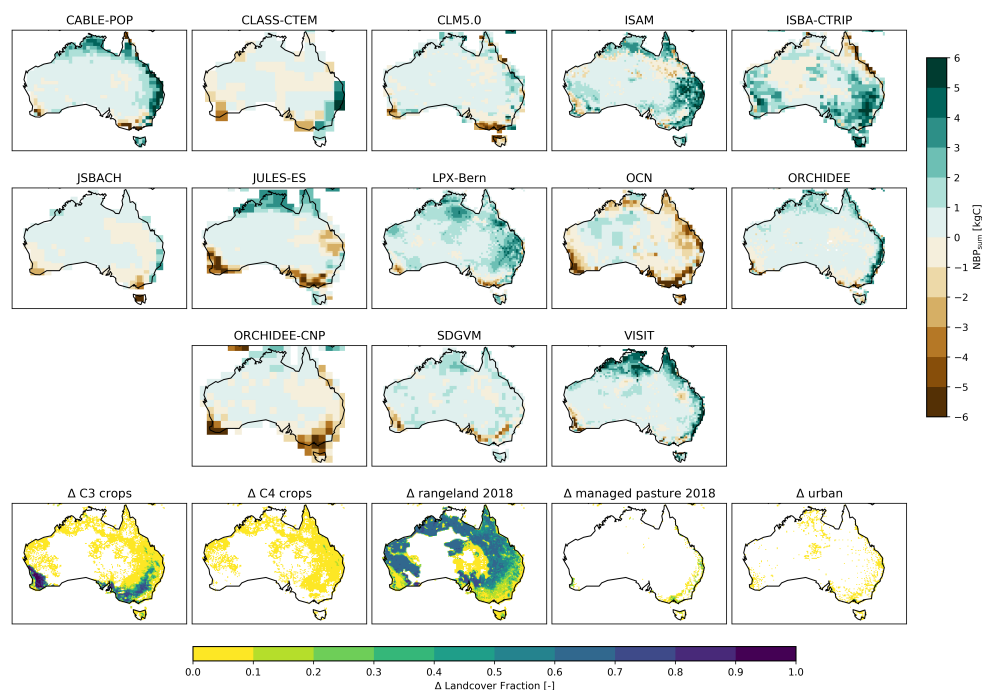 CABLE-POP CLASS-CTEM CLM5.0 ISAM ISBA-CTRIP
JSBACH JULES-ES LPX-Bern OCN ORCHIDEE
ORCHIDEE-CNP SDGVM VISIT
6
5
4
3
2
1
0
−1
−2
−3
−4
−5
−6
NBPsum [kgC]
Δ C3 crops Δ C4 crops Δ rangeland 2018 Δ managed pasture 2018 Δ urban
0.0 0.1 0.2 0.3 0.4 0.5 0.6 0.7 0.8 0.9 1.0
Δ Landcover Fraction [-]